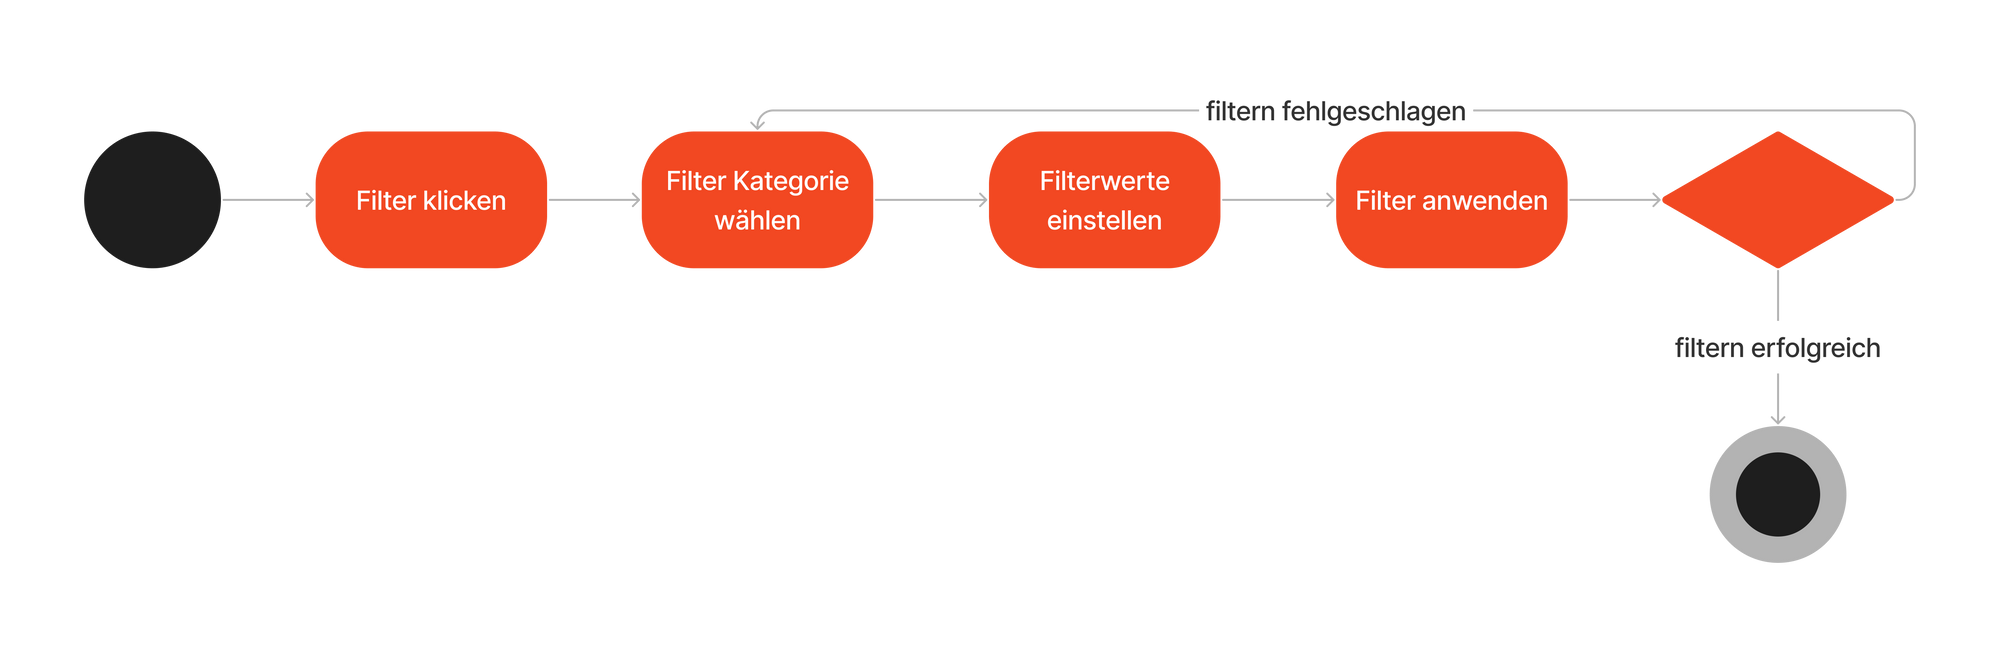 filtern fehlgeschlagen
Filter klicken
Filter Kategorie
wählen
Filterwerte
einstellen
Filter anwenden
filtern erfolgreich